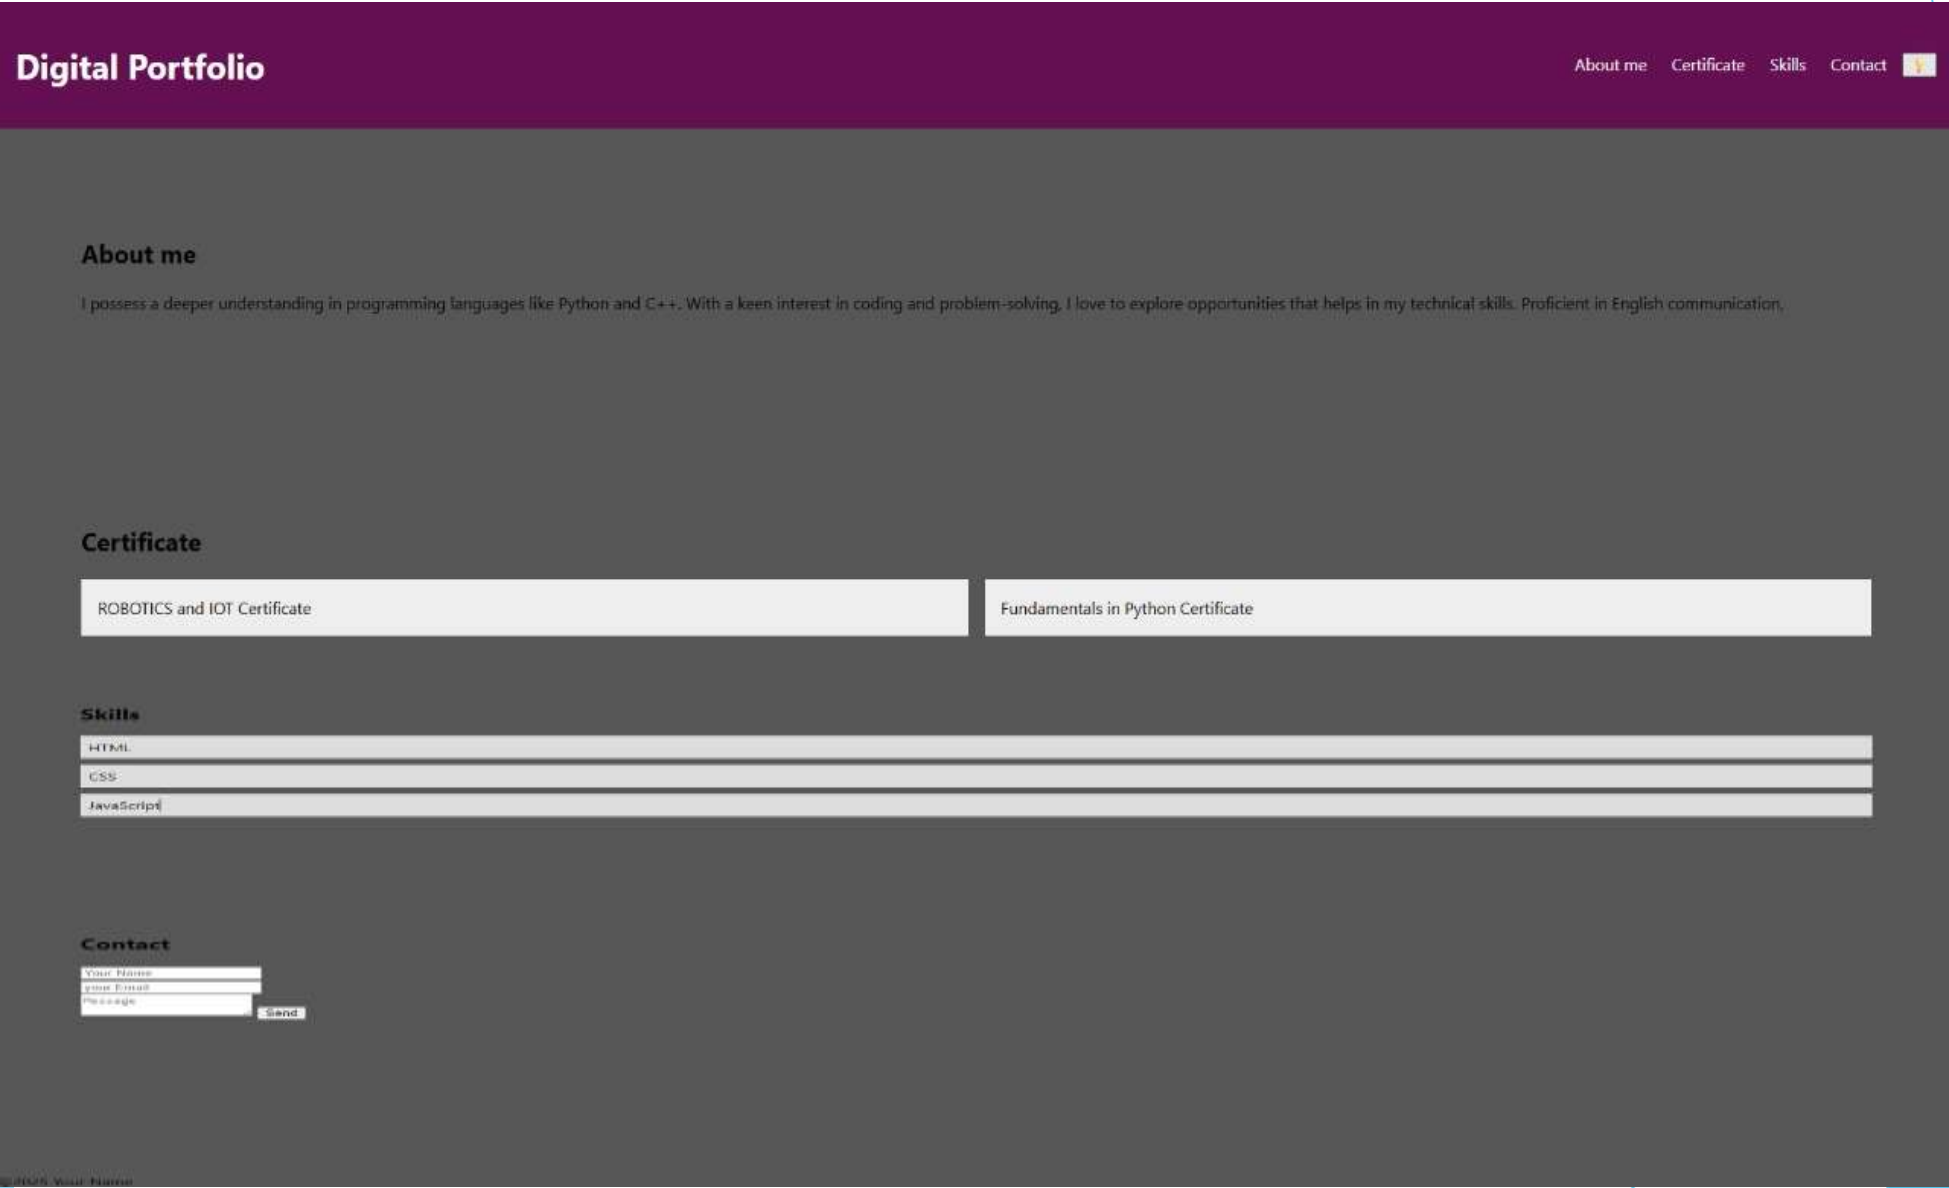 Digital Portfolio
About me Certificate Skills Contact
About me
I possess a deeper understanding in programming languages like Python and C++. With a keen interest in coding and problem-solving, I love to explore opportunities that helps in my technical skills. Proficient in English communication.
Certificate
ROBOTICS and IOT Certificate
Fundamentals in Python Certificate
Skills
HTML
CSS
JavaScript
Contact
Your Name
your Email
Message
Send
©2025 Your Name